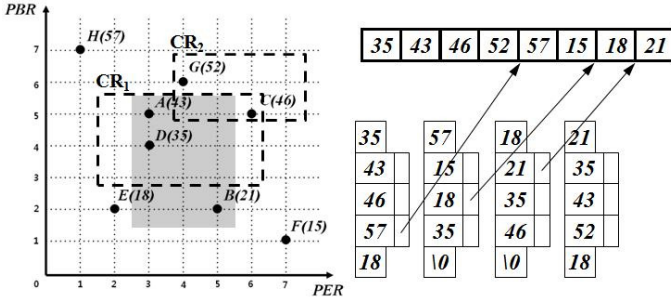 PBR
H(57)
7
CR2
G(52)
6
CR1
A(43)
C(46)
5
D(35)
4
3
E(18)
B(21)
2
F(15)
1
0 1 2 3 4 5 6 7
PER
35 43 46 52 57 15 18 21
35 57 18 21
43 15 21 35
46 18 35 43
57 35 46 52
18 \0 \0 18